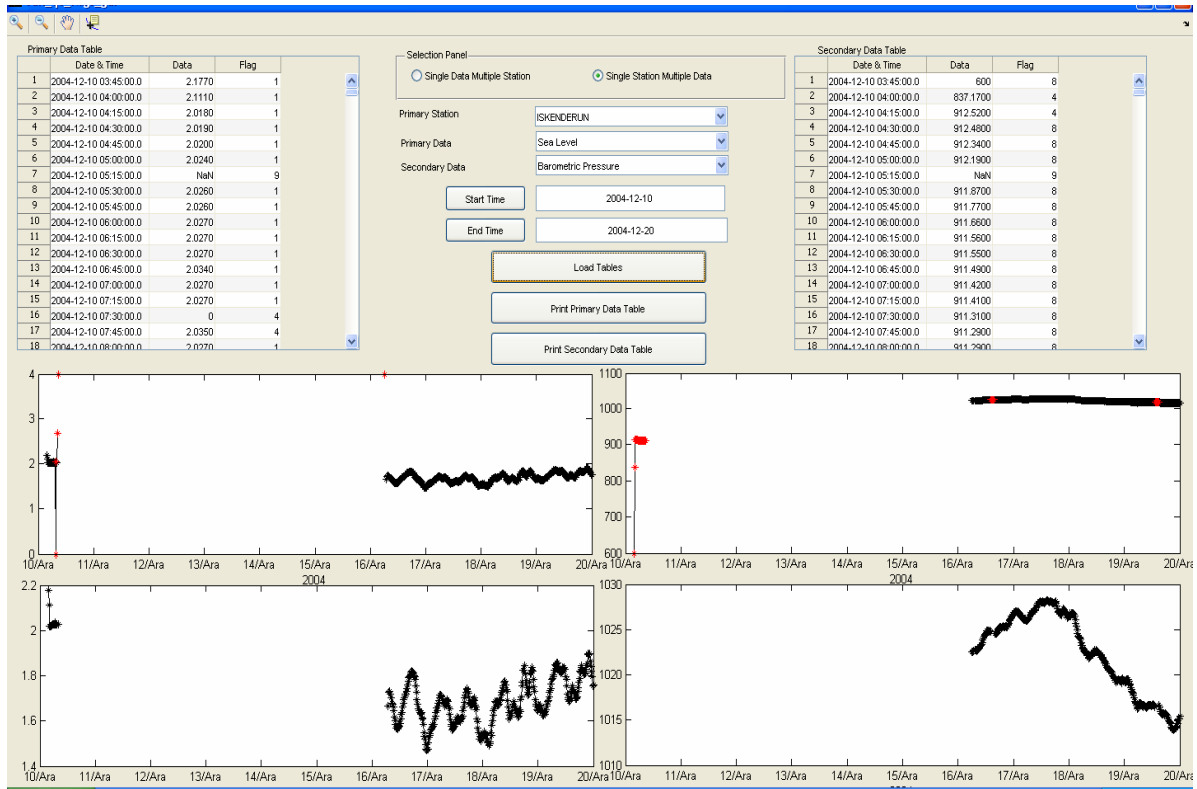 Primary Data Table
Date & Time Data Flag
1 2004-12-10 03:45:00.0 2.1770 1
2 2004-12-10 04:00:00.0 2.1110 1
3 2004-12-10 04:15:00.0 2.0180 1
4 2004-12-10 04:30:00.0 2.0190 1
5 2004-12-10 04:45:00.0 2.0200 1
6 2004-12-10 05:00:00.0 2.0240 1
7 2004-12-10 05:15:00.0 NaN 9
8 2004-12-10 05:30:00.0 2.0260 1
9 2004-12-10 05:45:00.0 2.0260 1
10 2004-12-10 06:00:00.0 2.0270 1
11 2004-12-10 06:15:00.0 2.0270 1
12 2004-12-10 06:30:00.0 2.0270 1
13 2004-12-10 06:45:00.0 2.0340 1
14 2004-12-10 07:00:00.0 2.0270 1
15 2004-12-10 07:15:00.0 2.0270 1
16 2004-12-10 07:30:00.0 0 4
17 2004-12-10 07:45:00.0 2.0350 4
18 2004-12-10 08:00:00.0 2.0270 1
Selection Panel
Single Data Multiple Station Single Station Multiple Data
Primary Station ISKENDERUN
Primary Data Sea Level
Secondary Data Barometric Pressure
Start Time 2004-12-10
End Time 2004-12-20
Load Tables
Print Primary Data Table
Print Secondary Data Table
Secondary Data Table
Date & Time Data Flag
1 2004-12-10 03:45:00.0 600 8
2 2004-12-10 04:00:00.0 837.1700 4
3 2004-12-10 04:15:00.0 912.5200 4
4 2004-12-10 04:30:00.0 912.4800 8
5 2004-12-10 04:45:00.0 912.3400 8
6 2004-12-10 05:00:00.0 912.1900 8
7 2004-12-10 05:15:00.0 NaN 9
8 2004-12-10 05:30:00.0 911.8700 8
9 2004-12-10 05:45:00.0 911.7700 8
10 2004-12-10 06:00:00.0 911.6600 8
11 2004-12-10 06:15:00.0 911.5600 8
12 2004-12-10 06:30:00.0 911.5500 8
13 2004-12-10 06:45:00.0 911.4900 8
14 2004-12-10 07:00:00.0 911.4200 8
15 2004-12-10 07:15:00.0 911.4100 8
16 2004-12-10 07:30:00.0 911.3100 8
17 2004-12-10 07:45:00.0 911.2900 8
18 2004-12-10 08:00:00.0 911.2900 8
4
3
2
1
0
10/Ara 11/Ara 12/Ara 13/Ara 14/Ara 15/Ara 16/Ara 17/Ara 18/Ara 19/Ara 20/Ara
2004
1100
1000
900
800
700
600
10/Ara 11/Ara 12/Ara 13/Ara 14/Ara 15/Ara 16/Ara 17/Ara 18/Ara 19/Ara 20/Ara
2004
2.2
2
1.8
1.6
1.4
10/Ara 11/Ara 12/Ara 13/Ara 14/Ara 15/Ara 16/Ara 17/Ara 18/Ara 19/Ara 20/Ara
1030
1025
1020
1015
1010
10/Ara 11/Ara 12/Ara 13/Ara 14/Ara 15/Ara 16/Ara 17/Ara 18/Ara 19/Ara 20/Ara